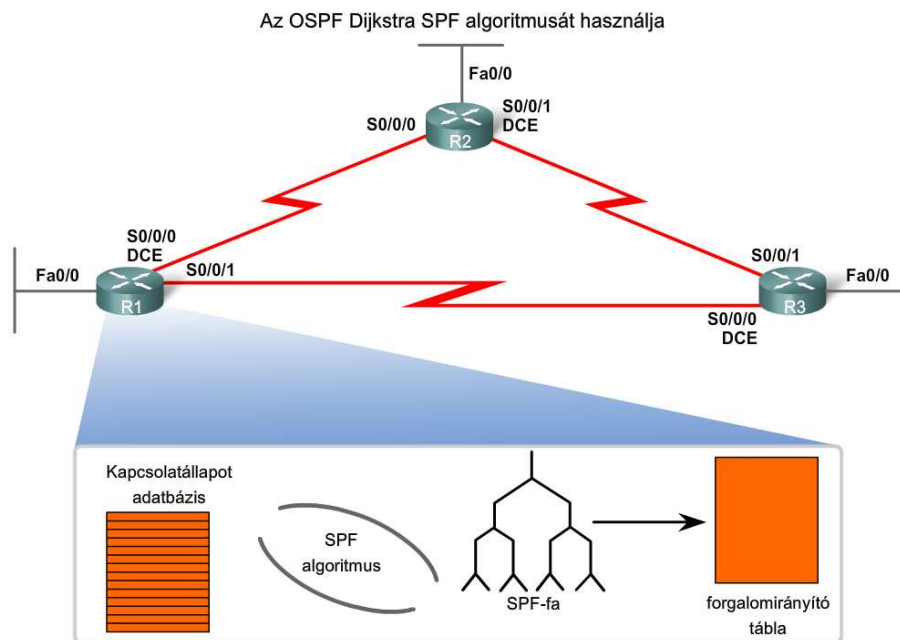 Az OSPF Dijkstra SPF algoritmusát használja
Fa0/0
S0/0/0
S0/0/1
DCE
R2
S0/0/0
DCE
Fa0/0
S0/0/1
R1
S0/0/1
Fa0/0
R3
S0/0/0
DCE
Kapcsolatállapot
adatbázis
SPF
algoritmus
SPF-fa
forgalomirányító
tábla